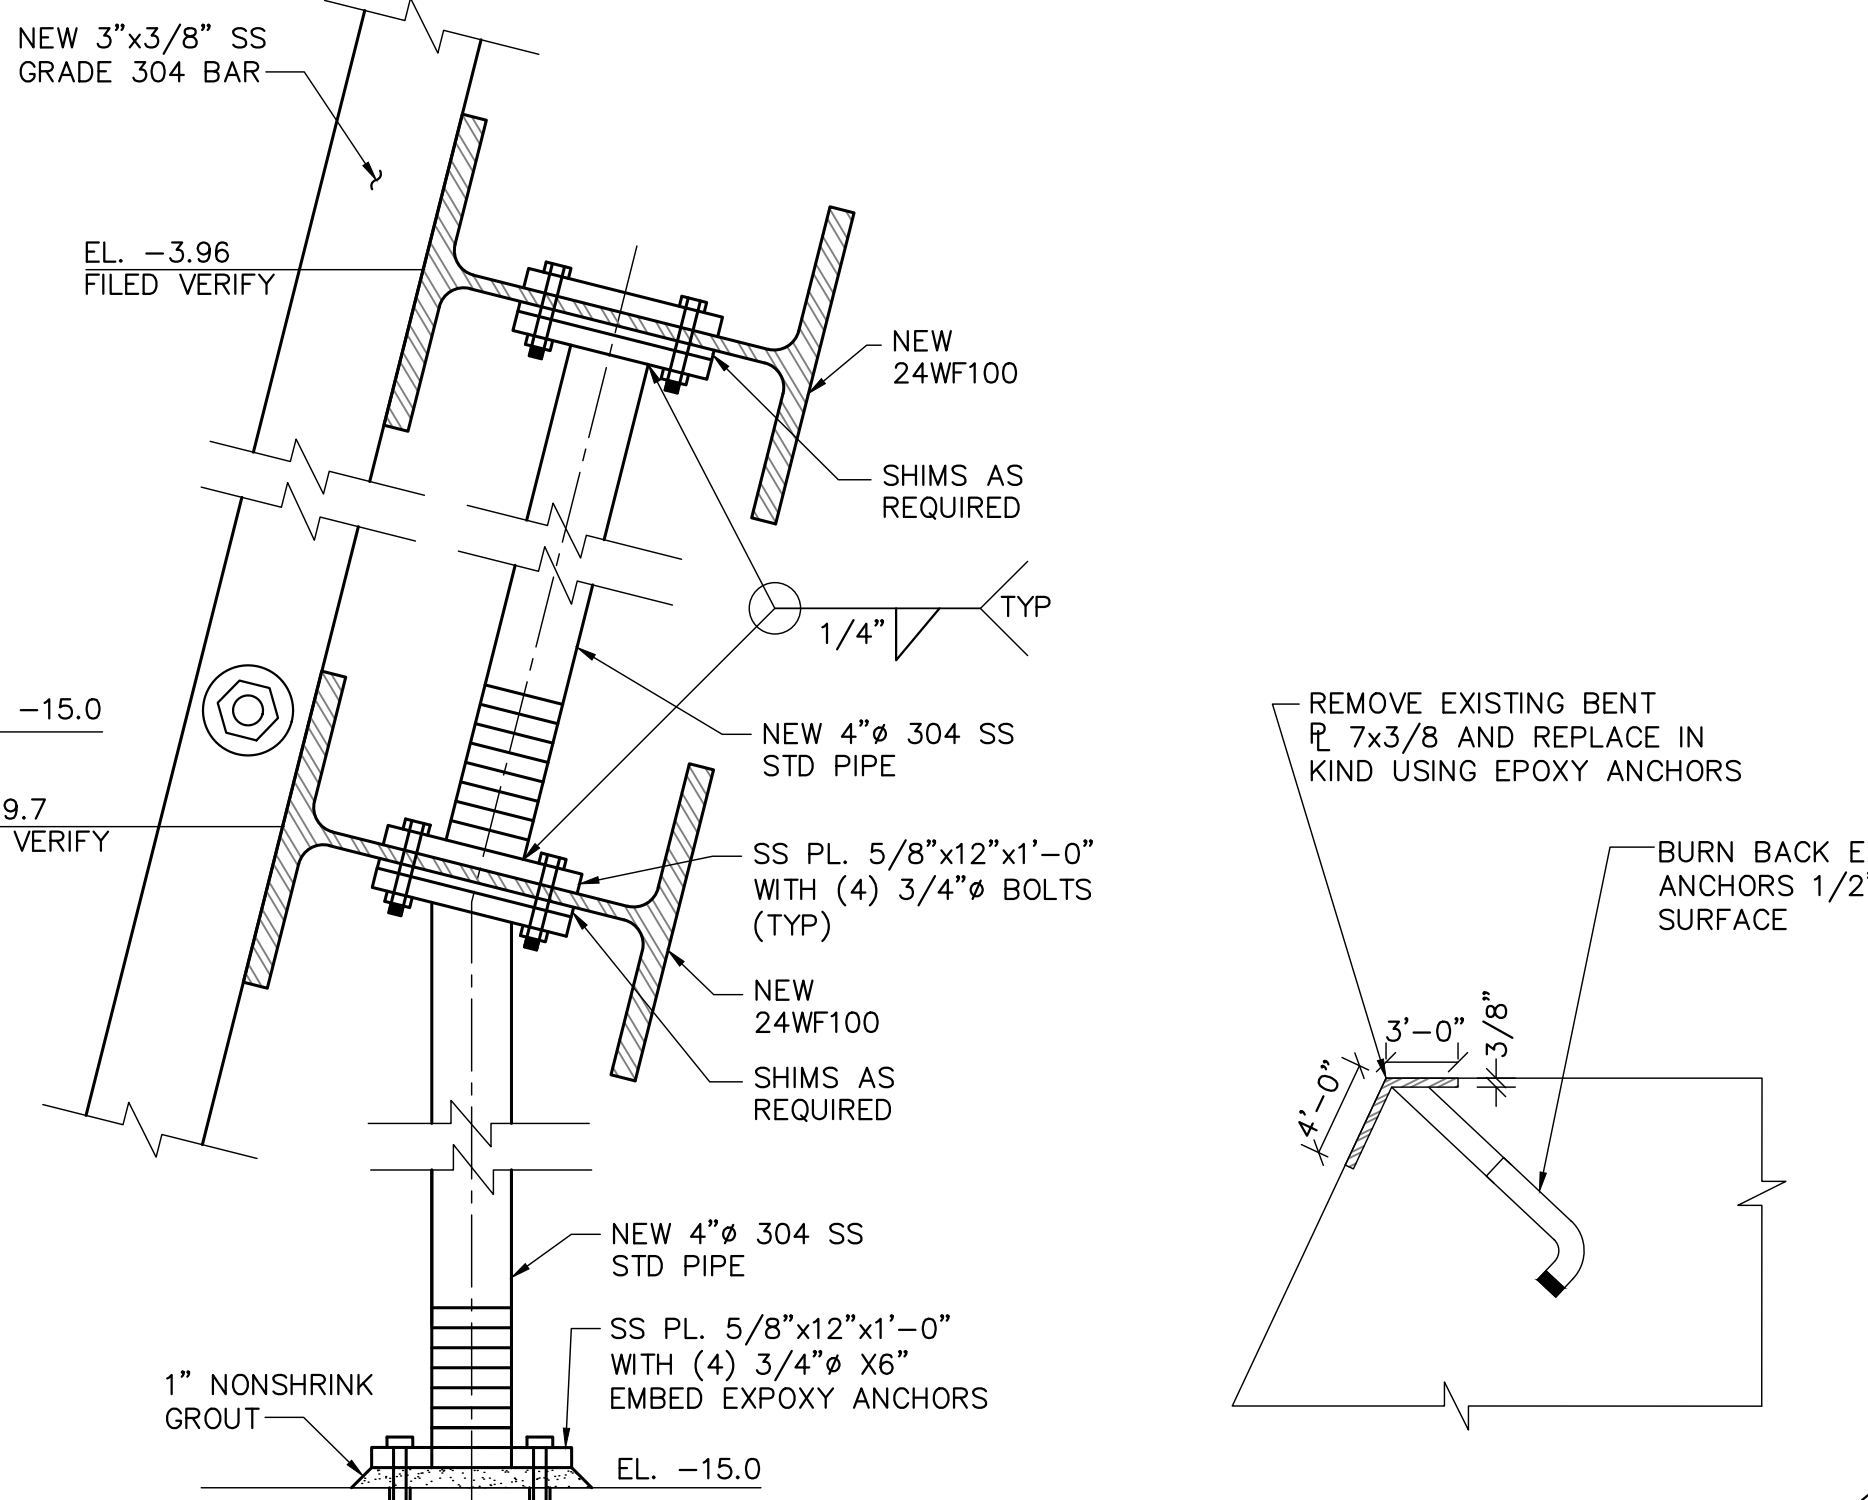 NEW 3”x3/8” SS
GRADE 304 BAR
EL. −3.96
FILED VERIFY
NEW
24WF100
SHIMS AS
REQUIRED
1/4”
TYP
−15.0
9.7
VERIFY
NEW 4”ø 304 SS
STD PIPE
SS PL. 5/8”x12”x1’−0”
WITH (4) 3/4”ø BOLTS
(TYP)
NEW
24WF100
SHIMS AS
REQUIRED
NEW 4”ø 304 SS
STD PIPE
SS PL. 5/8”x12”x1’−0”
WITH (4) 3/4”ø X6”
EMBED EXPOXY ANCHORS
1” NONSHRINK
GROUT
EL. −15.0
REMOVE EXISTING BENT
℄ 7x3/8 AND REPLACE IN
KIND USING EPOXY ANCHORS
BURN BACK E
ANCHORS 1/2”
SURFACE
3’−0”
3/8”
4’−0”